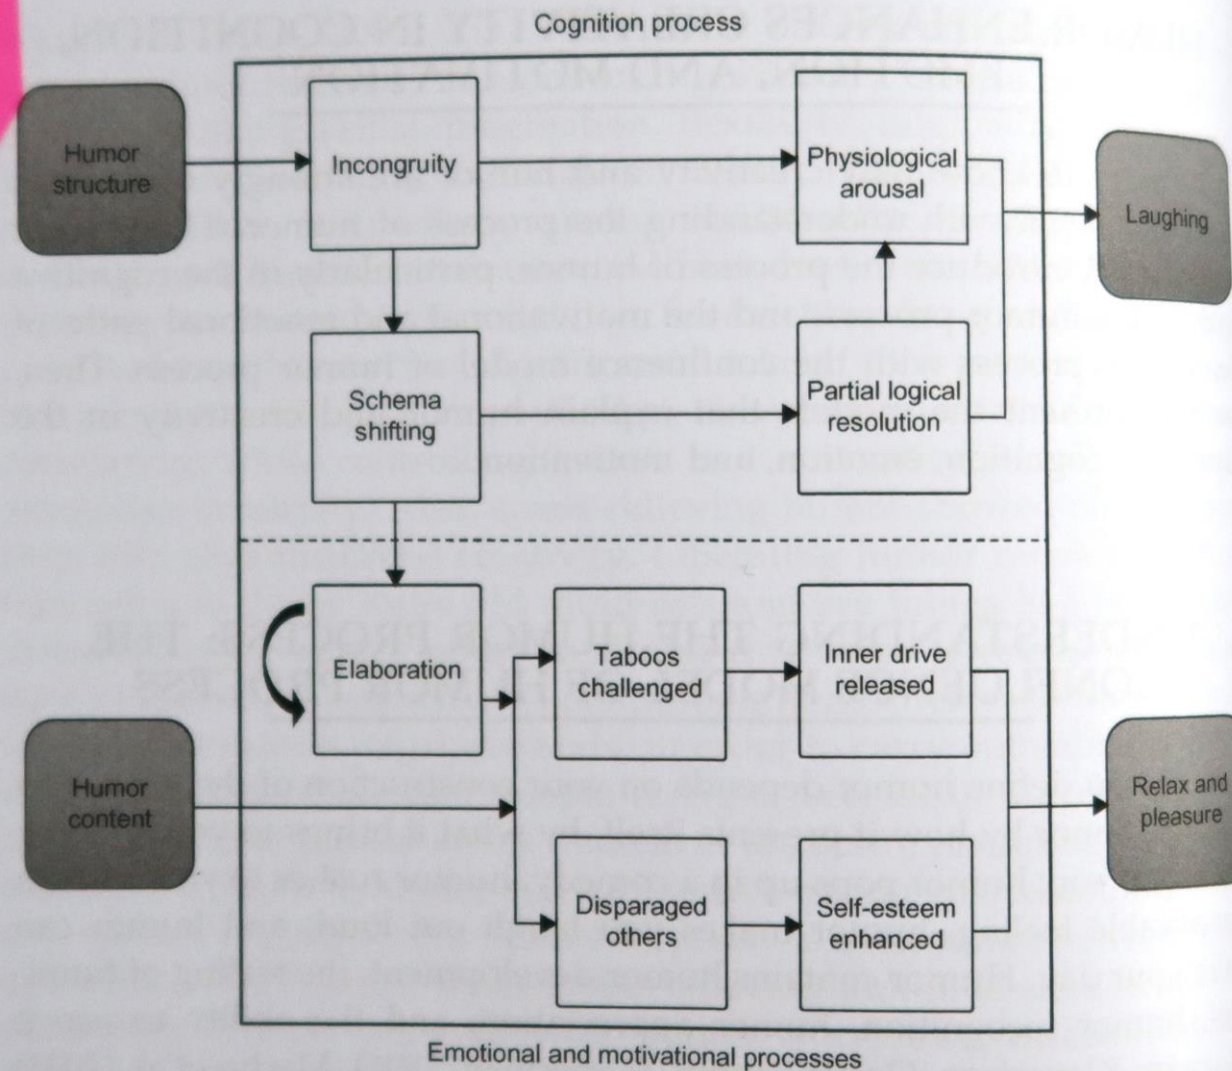 Cognition process
Humor
structure
Incongruity
Physiological
arousal
Laughing
Schema
shifting
Partial logical
resolution
Elaboration
Taboos
challenged
Inner drive
released
Humor
content
Relax and
pleasure
Disparaged
others
Self-esteem
enhanced
Emotional and motivational processes